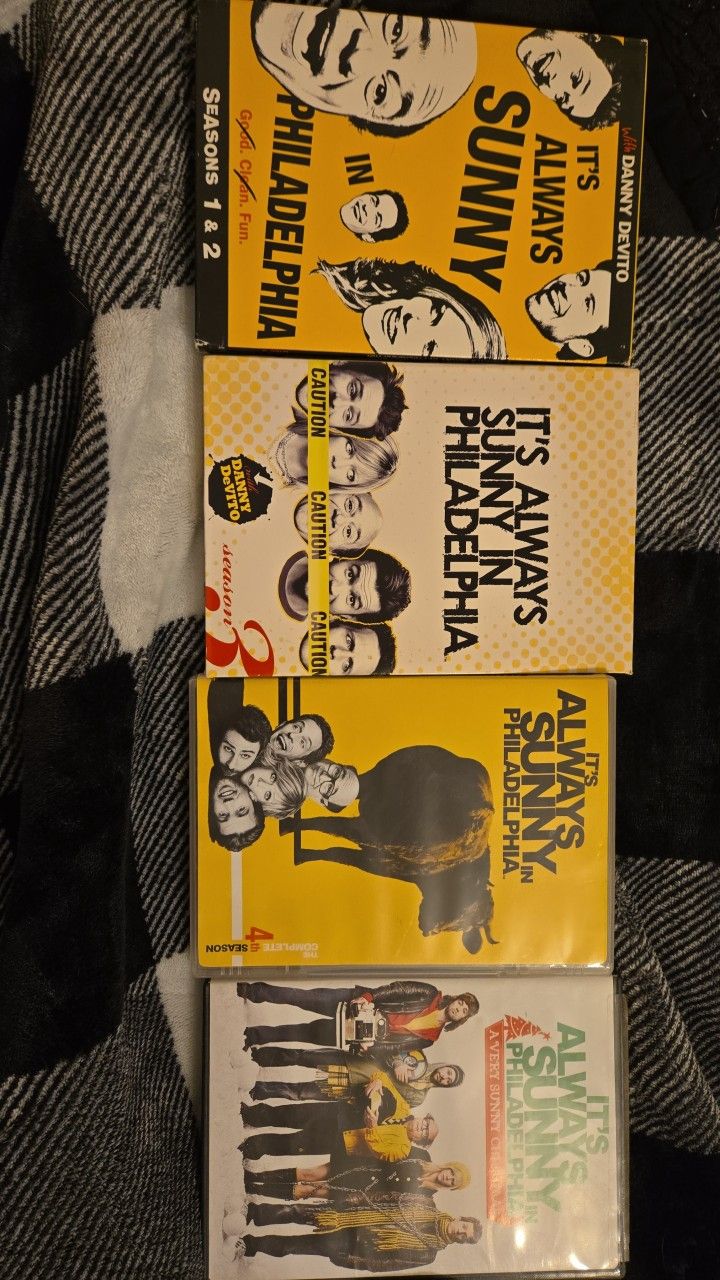 With DANNY DEVITO
IT'S
ALWAYS
SUNNY
IN
PHILADELPHIA
Good. Clean. Fun.
SEASONS 1 & 2
IT'S ALWAYS
SUNNY IN
PHILADELPHIA
CAUTION CAUTION CAUTION
DANNY
DeVITO
season
3
IT'S
ALWAYS
SUNNY
IN
PHILADELPHIA
THE
COMPLETE
4th
SEASON
IT'S
ALWAYS
SUNNY
IN
PHILADELPHIA
A VERY SUNNY